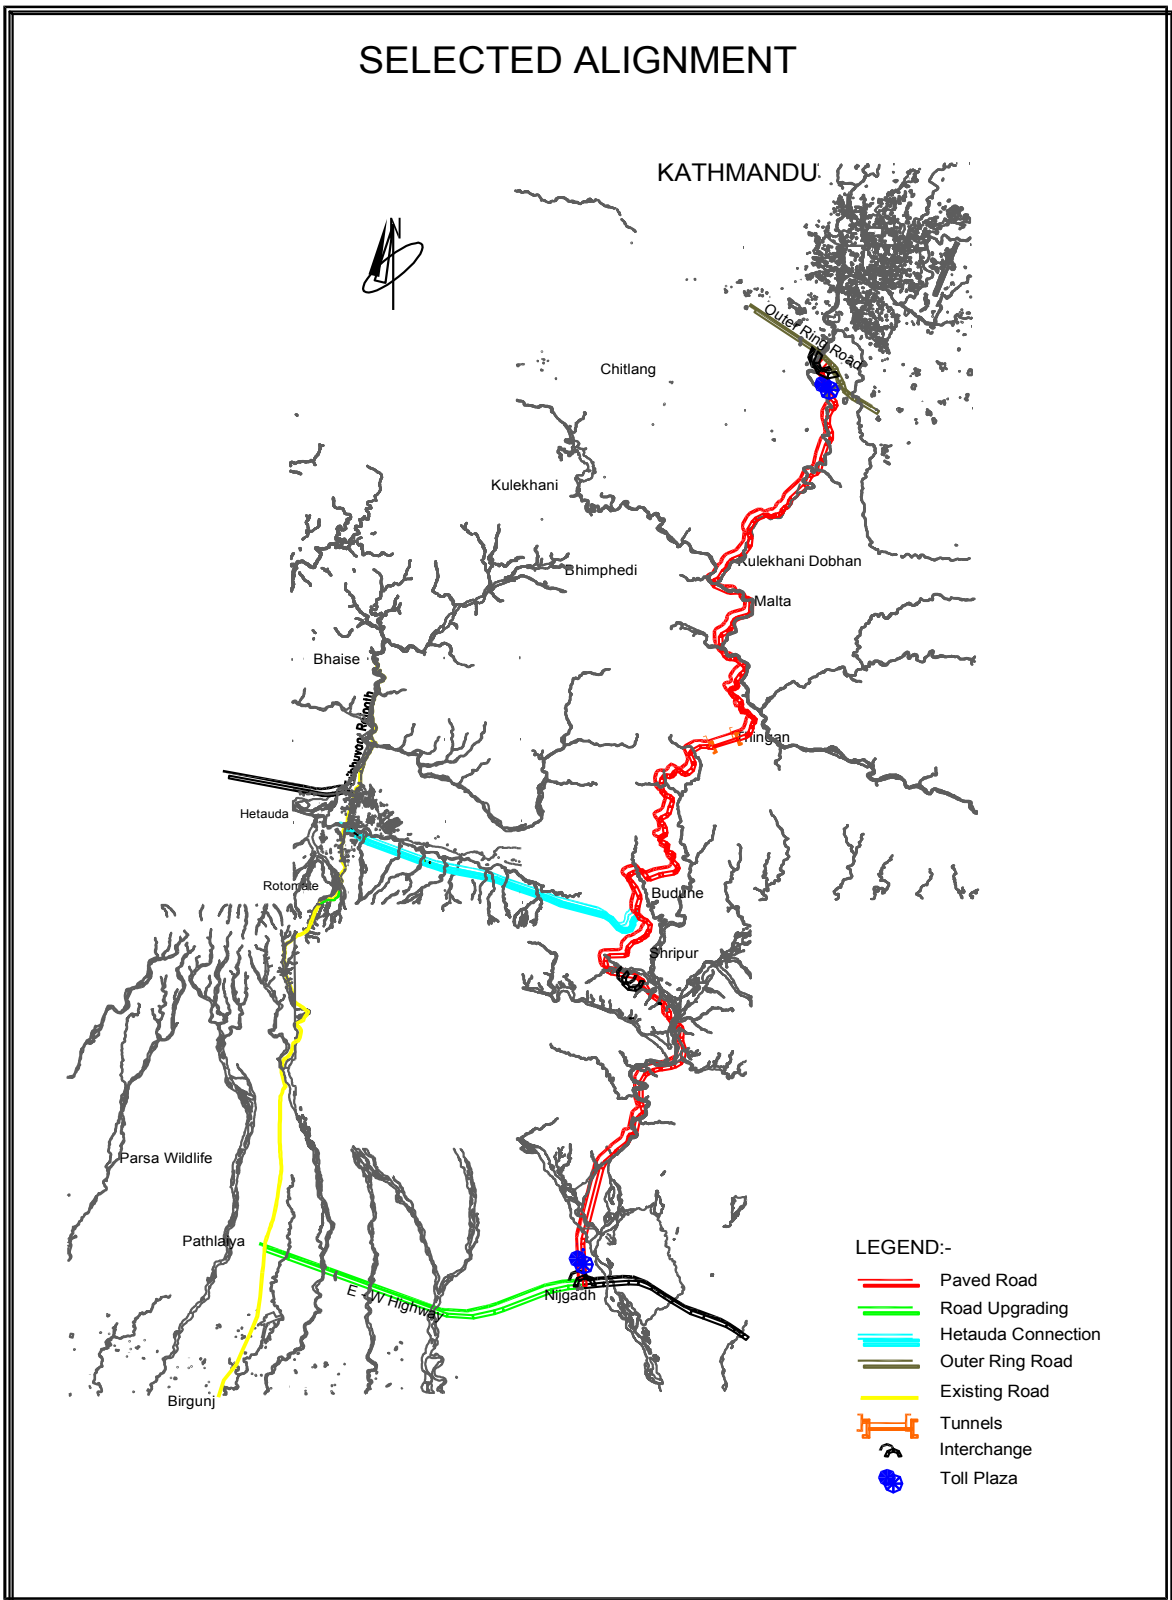 SELECTED ALIGNMENT
KATHMANDU
N
Outer Ring Road
Chitlang
Kulekhani
Kulekhani Dobhan
Bhimphedi
Malta
Bhaise
Thingan
Hetauda
Rotomate
Budune
Shripur
Parsa Wildlife
Pathlaiya
E - W Highway
Nijgadh
Birgunj
LEGEND:-
Paved Road
Road Upgrading
Hetauda Connection
Outer Ring Road
Existing Road
Tunnels
Interchange
Toll Plaza